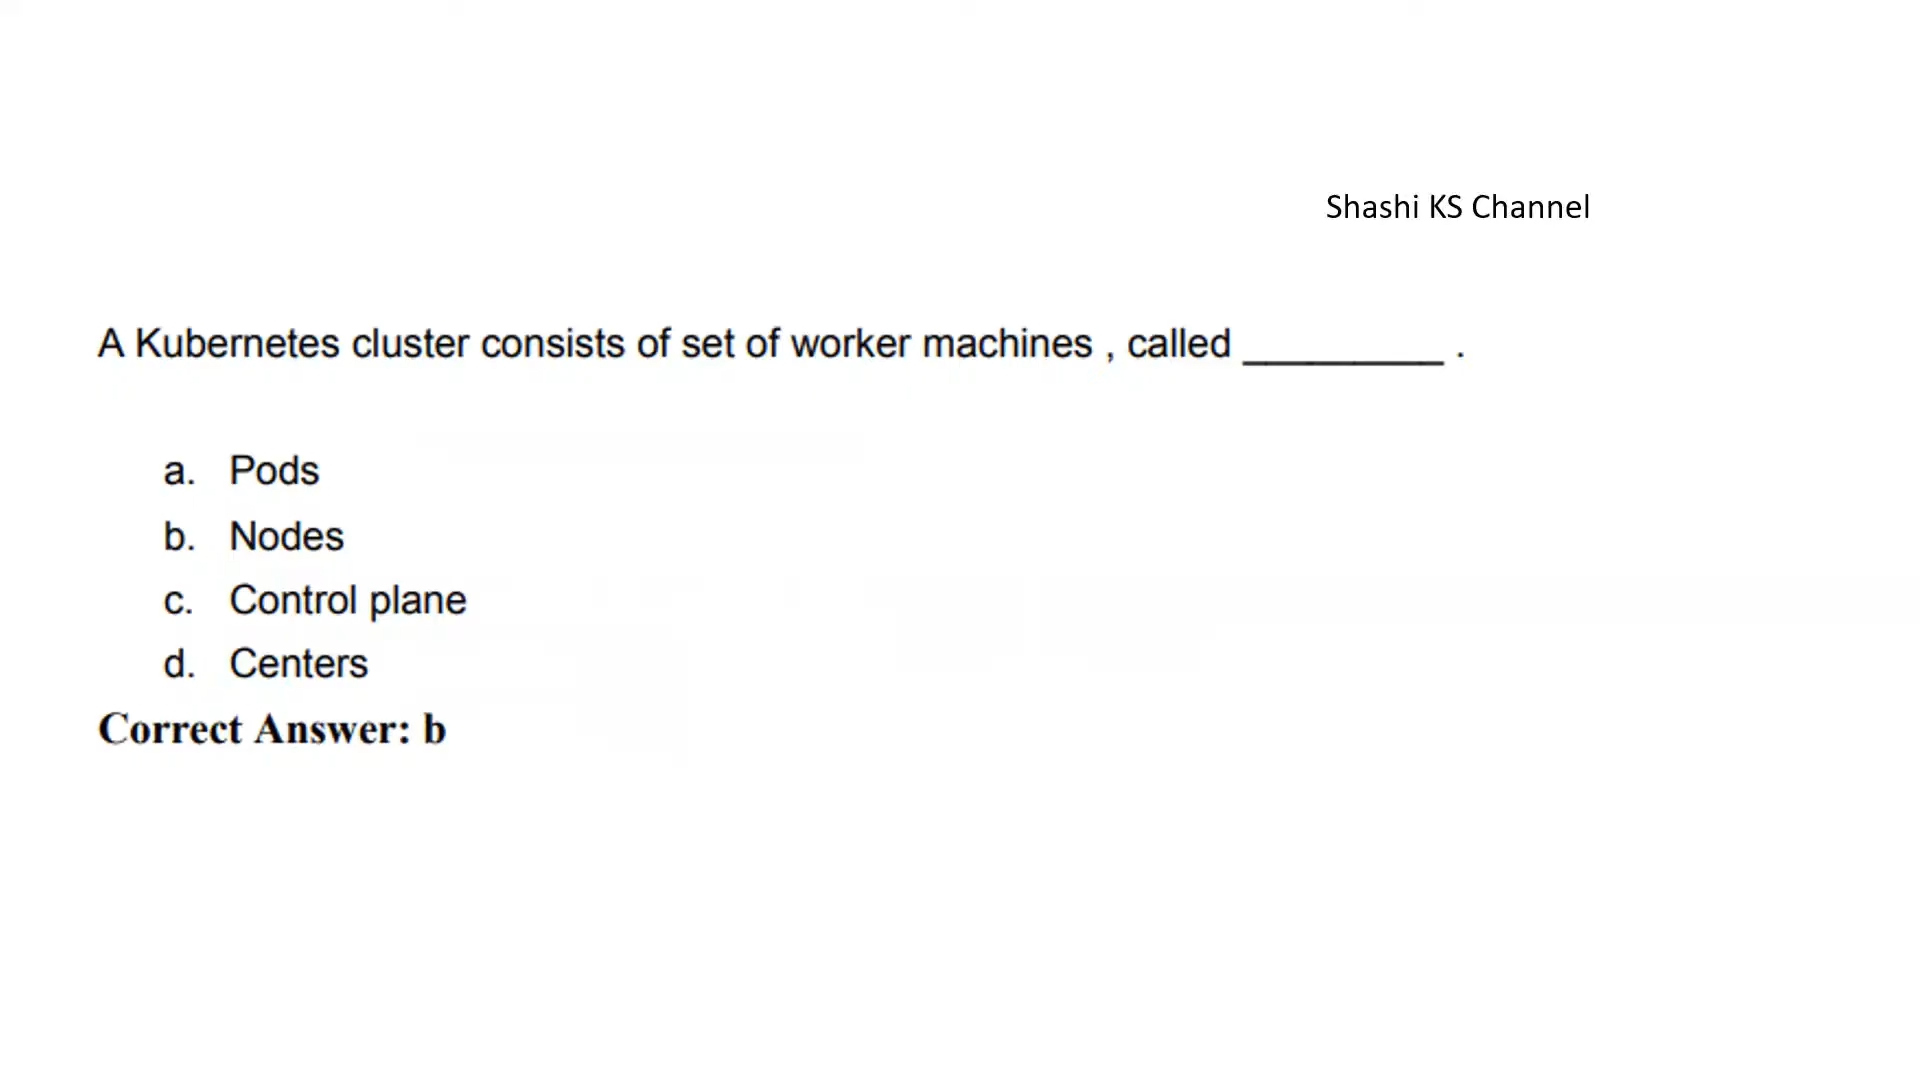 Shashi KS Channel
A Kubernetes cluster consists of set of worker machines , called _________ .
a. Pods
b. Nodes
c. Control plane
d. Centers
Correct Answer: b